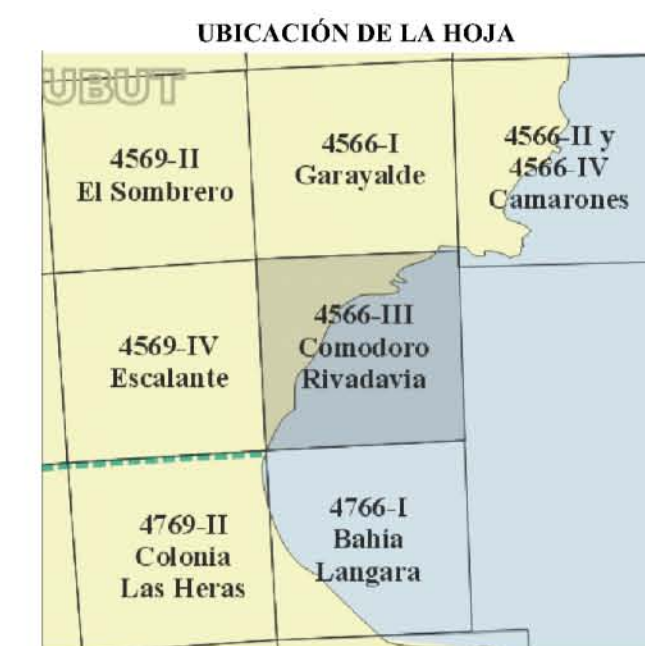 UBICACIÓN DE LA HOJA
UBUT
4569-II
El Sombrero
4566-I
Garayalde
4566-II y
4566-IV
Camarones
4569-IV
Escalante
4566-III
Comodoro
Rivadavia
4769-II
Colonia
Las Heras
4766-I
Bahía
Langara